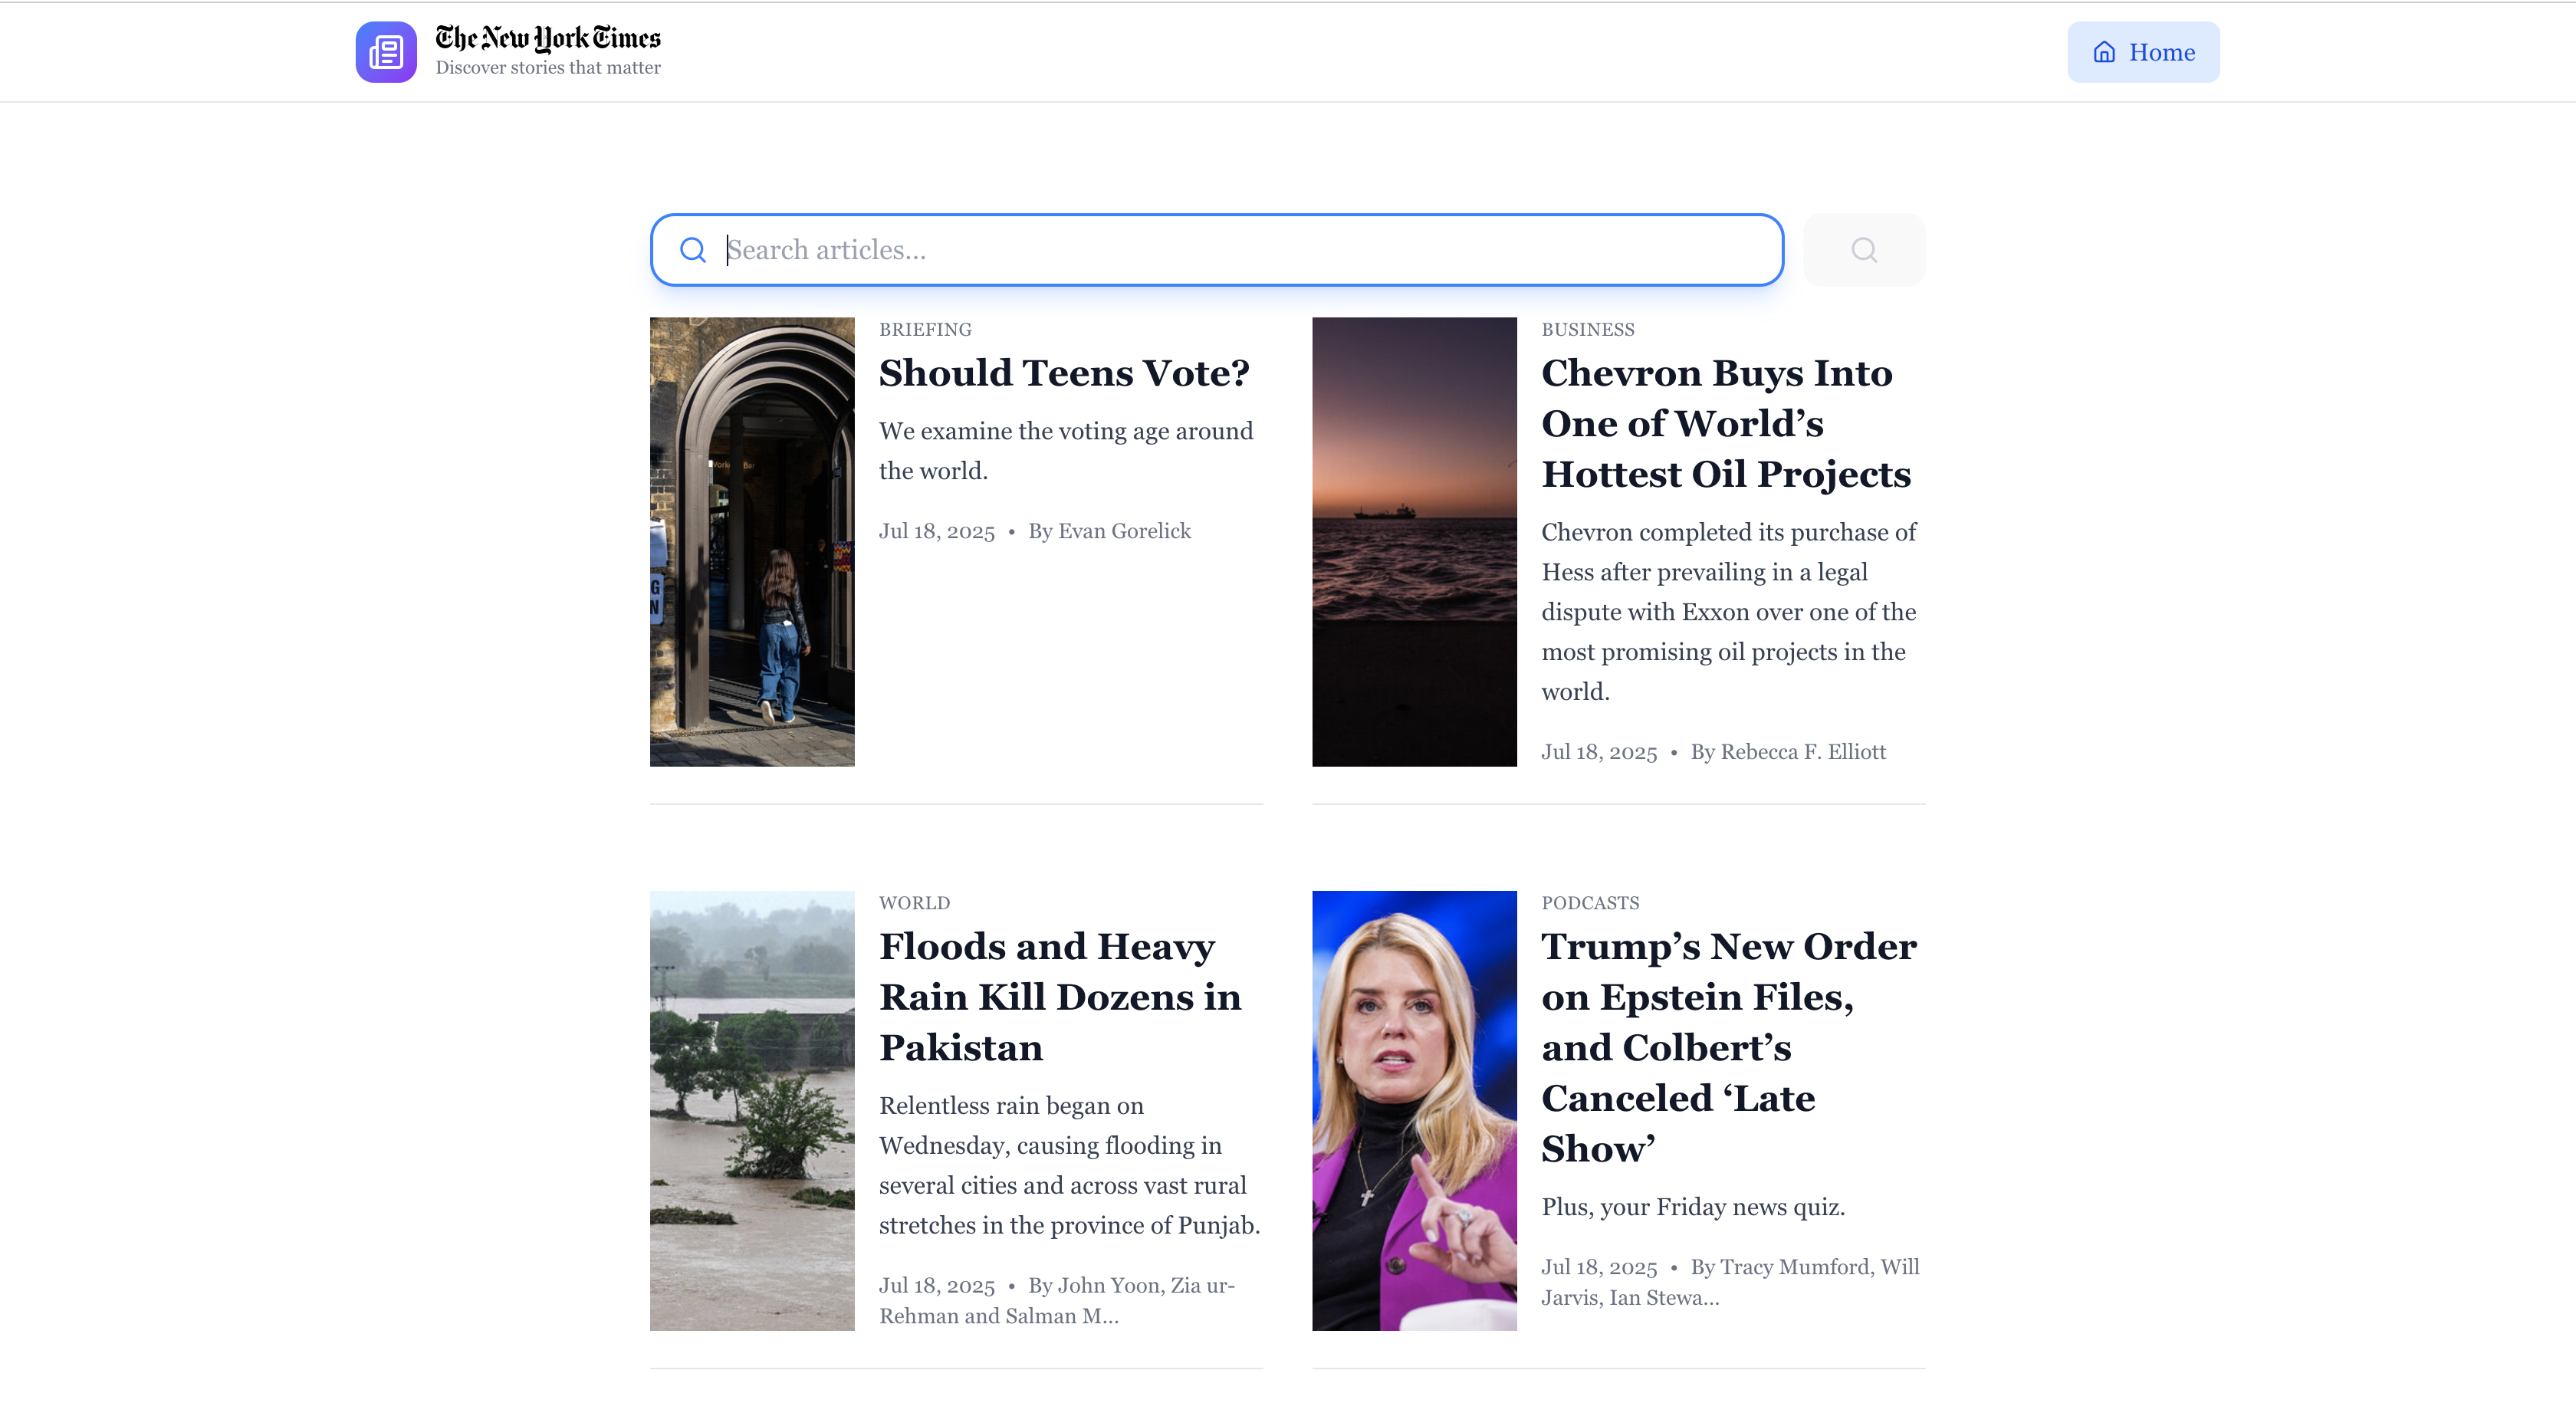 The New York Times
Discover stories that matter
Home
Search articles...
BRIEFING
Should Teens Vote?
We examine the voting age around
the world.
Jul 18, 2025 • By Evan Gorelick
BUSINESS
Chevron Buys Into
One of World’s
Hottest Oil Projects
Chevron completed its purchase of
Hess after prevailing in a legal
dispute with Exxon over one of the
most promising oil projects in the
world.
Jul 18, 2025 • By Rebecca F. Elliott
WORLD
Floods and Heavy
Rain Kill Dozens in
Pakistan
Relentless rain began on
Wednesday, causing flooding in
several cities and across vast rural
stretches in the province of Punjab.
Jul 18, 2025 • By John Yoon, Zia ur-
Rehman and Salman M...
PODCASTS
Trump’s New Order
on Epstein Files,
and Colbert’s
Canceled ‘Late
Show’
Plus, your Friday news quiz.
Jul 18, 2025 • By Tracy Mumford, Will
Jarvis, Ian Stewa...